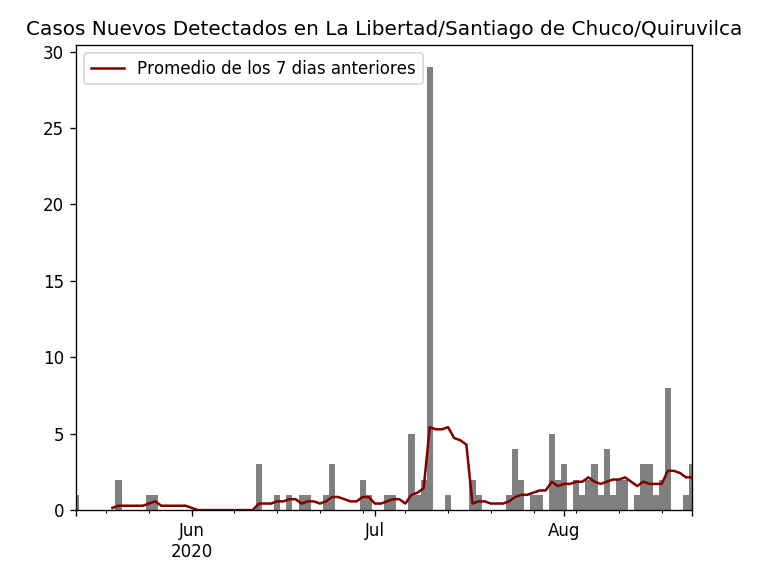 Casos Nuevos Detectados en La Libertad/Santiago de Chuco/Quiruvilca
Promedio de los 7 dias anteriores
30
25
20
15
10
5
0
Jun
2020
Jul
Aug